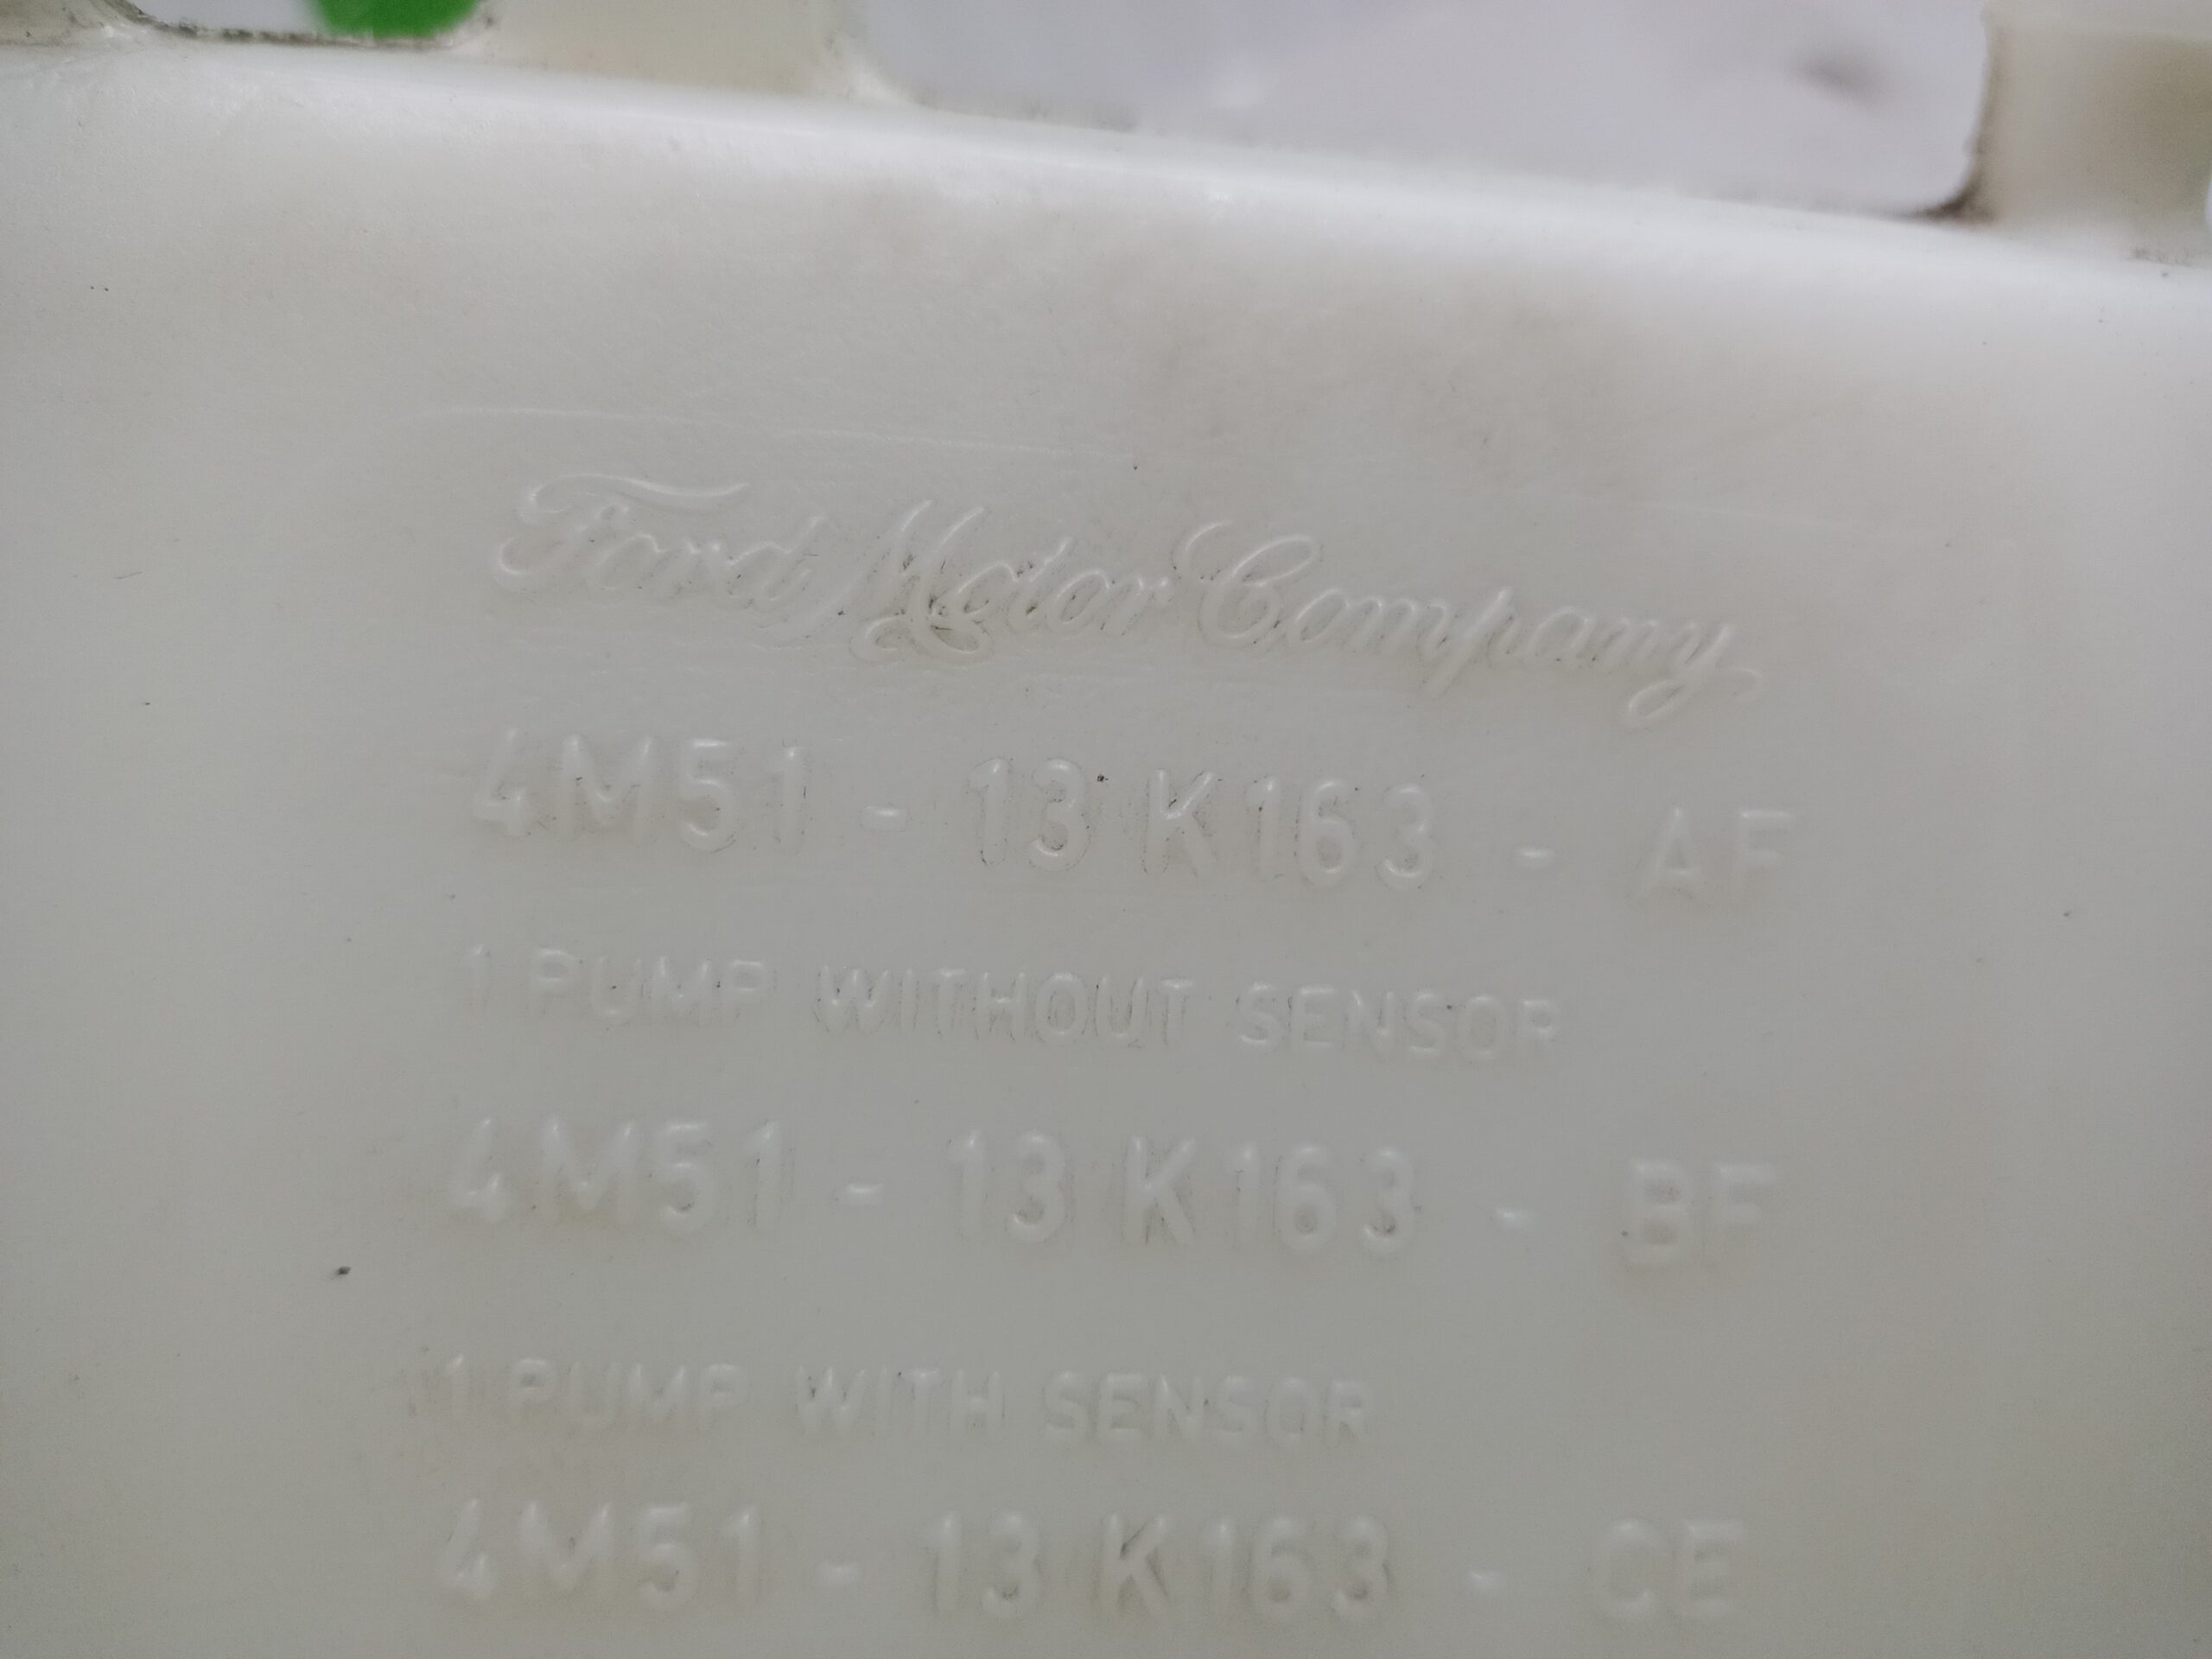 Ford Motor Company
4M51 - 13 K163 - AF
1 PUMP WITHOUT SENSOR
4M51 - 13 K163 - BF
1 PUMP WITH SENSOR
4M51 - 13 K163 - CE